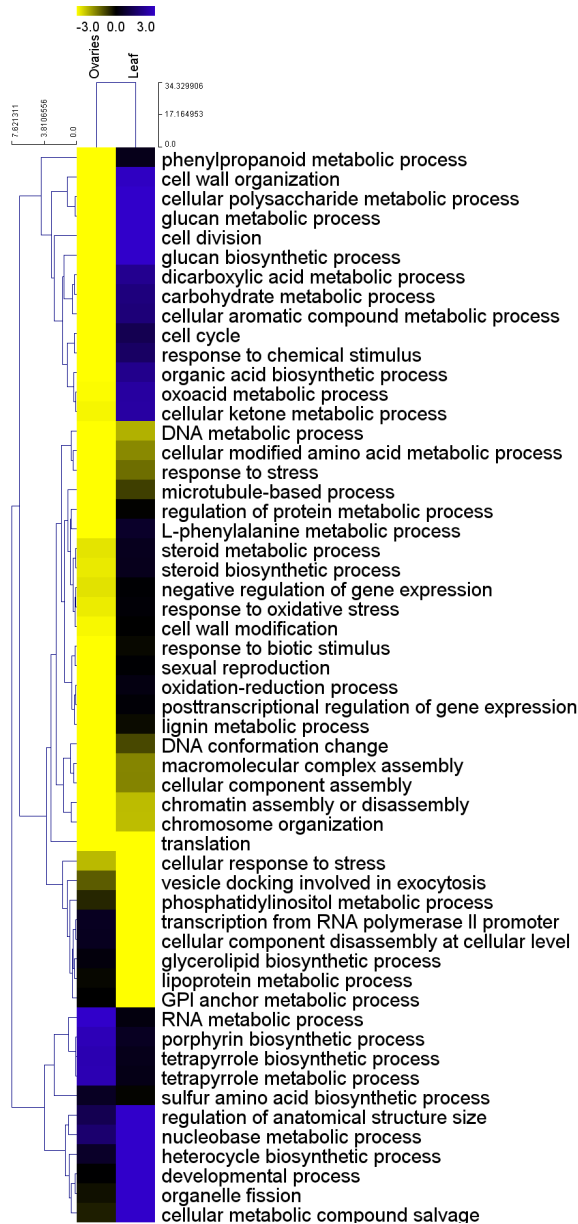 -3.0 0.0 3.0
Ovaries
Leaf
34.329906
17.164953
0.0
7.621311
3.8106556
0.0
phenylpropanoid metabolic process
cell wall organization
cellular polysaccharide metabolic process
glucan metabolic process
cell division
glucan biosynthetic process
dicarboxylic acid metabolic process
carbohydrate metabolic process
cellular aromatic compound metabolic process
cell cycle
response to chemical stimulus
organic acid biosynthetic process
oxoacid metabolic process
cellular ketone metabolic process
DNA metabolic process
cellular modified amino acid metabolic process
response to stress
microtubule-based process
regulation of protein metabolic process
L-phenylalanine metabolic process
steroid metabolic process
steroid biosynthetic process
negative regulation of gene expression
response to oxidative stress
cell wall modification
response to biotic stimulus
sexual reproduction
oxidation-reduction process
posttranscriptional regulation of gene expression
lignin metabolic process
DNA conformation change
macromolecular complex assembly
cellular component assembly
chromatin assembly or disassembly
chromosome organization
translation
cellular response to stress
vesicle docking involved in exocytosis
phosphatidylinositol metabolic process
transcription from RNA polymerase II promoter
cellular component disassembly at cellular level
glycerolipid biosynthetic process
lipoprotein metabolic process
GPI anchor metabolic process
RNA metabolic process
porphyrin biosynthetic process
tetrapyrrole biosynthetic process
tetrapyrrole metabolic process
sulfur amino acid biosynthetic process
regulation of anatomical structure size
nucleobase metabolic process
heterocycle biosynthetic process
developmental process
organelle fission
cellular metabolic compound salvage